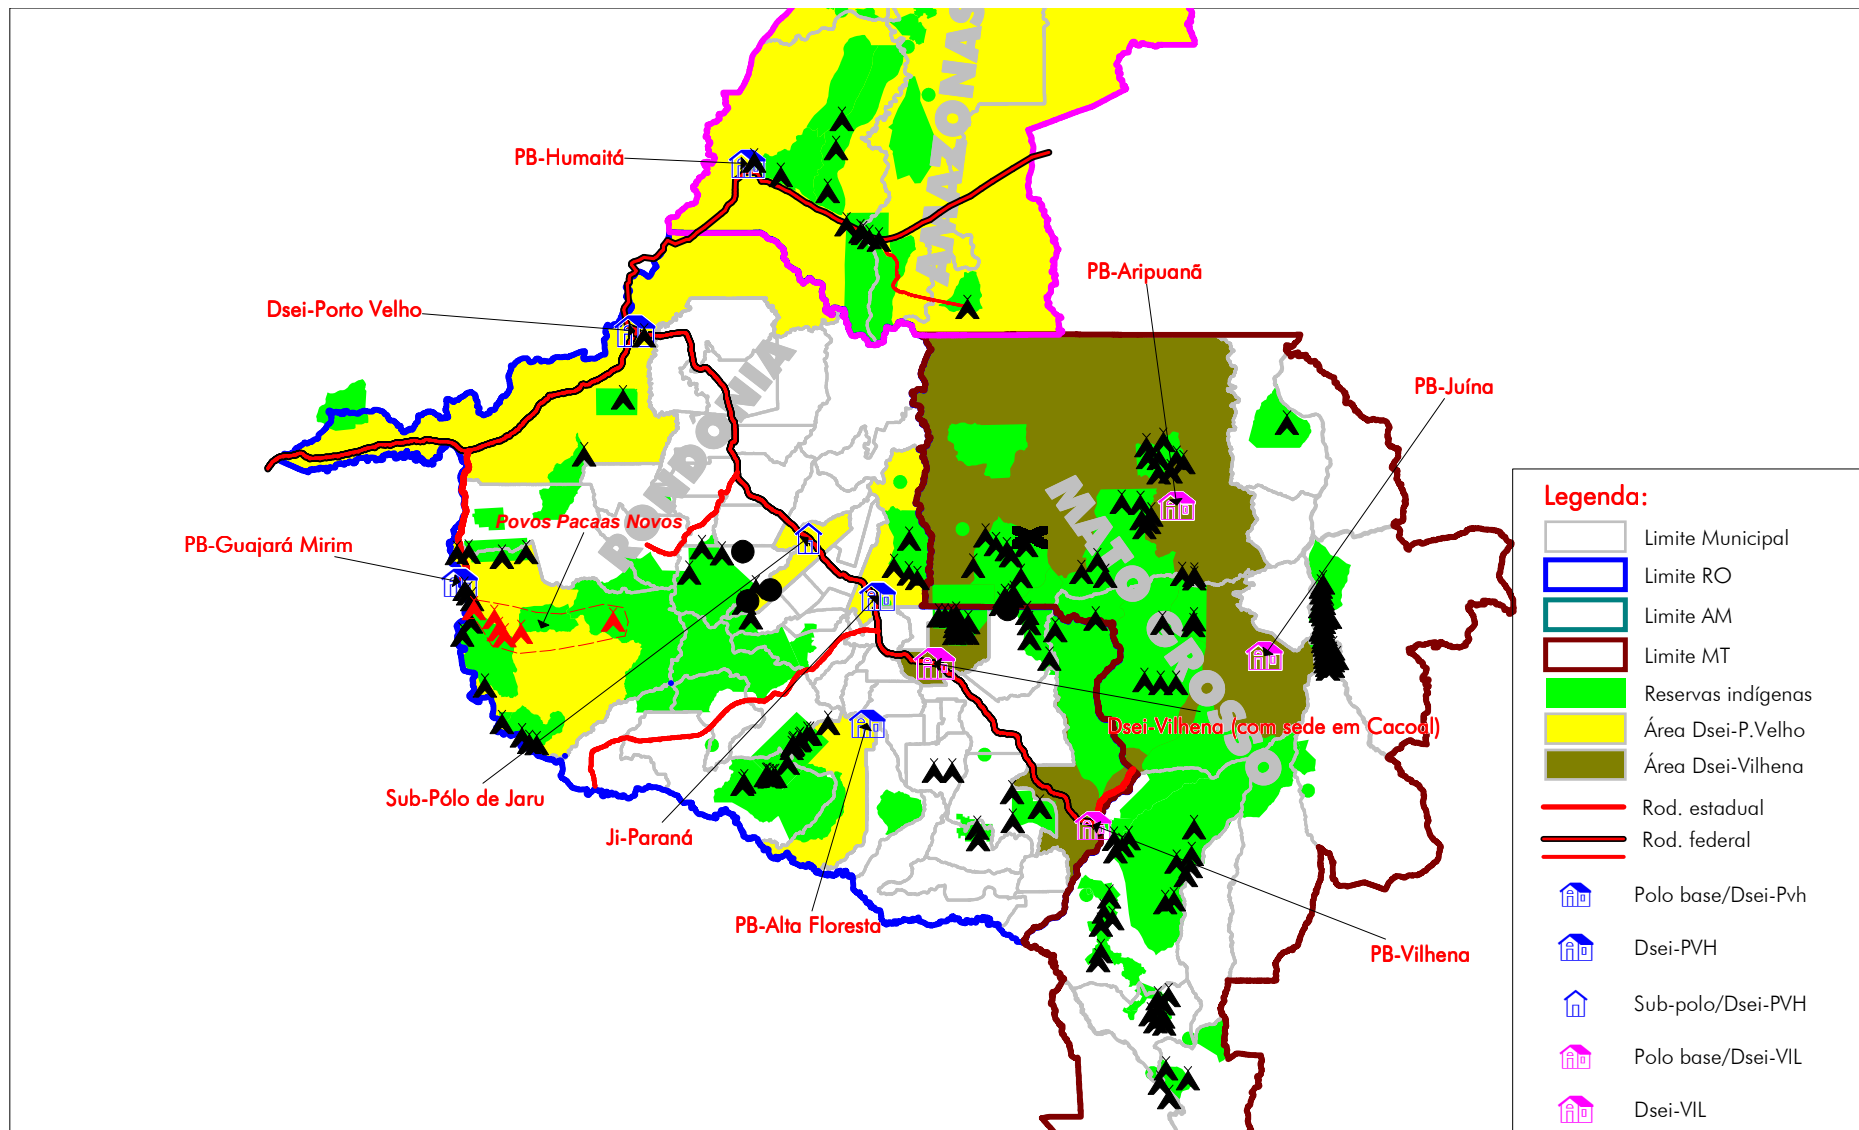 AMAZONAS
PB-Humaitá
PB-Aripuanã
Dsei-Porto Velho
RONDÔNIA
PB-Juína
MATO GROSSO
Povos Pacaas Novos
PB-Guajará Mirim
Dsei-Vilhena (com sede em Cacoal)
Sub-Pólo de Jaru
Ji-Paraná
PB-Alta Floresta
PB-Vilhena
Legenda:
Limite Municipal
Limite RO
Limite AM
Limite MT
Reservas indígenas
Área Dsei-P.Velho
Área Dsei-Vilhena
Rod. estadual
Rod. federal
Polo base/Dsei-Pvh
Dsei-PVH
Sub-polo/Dsei-PVH
Polo base/Dsei-VIL
Dsei-VIL